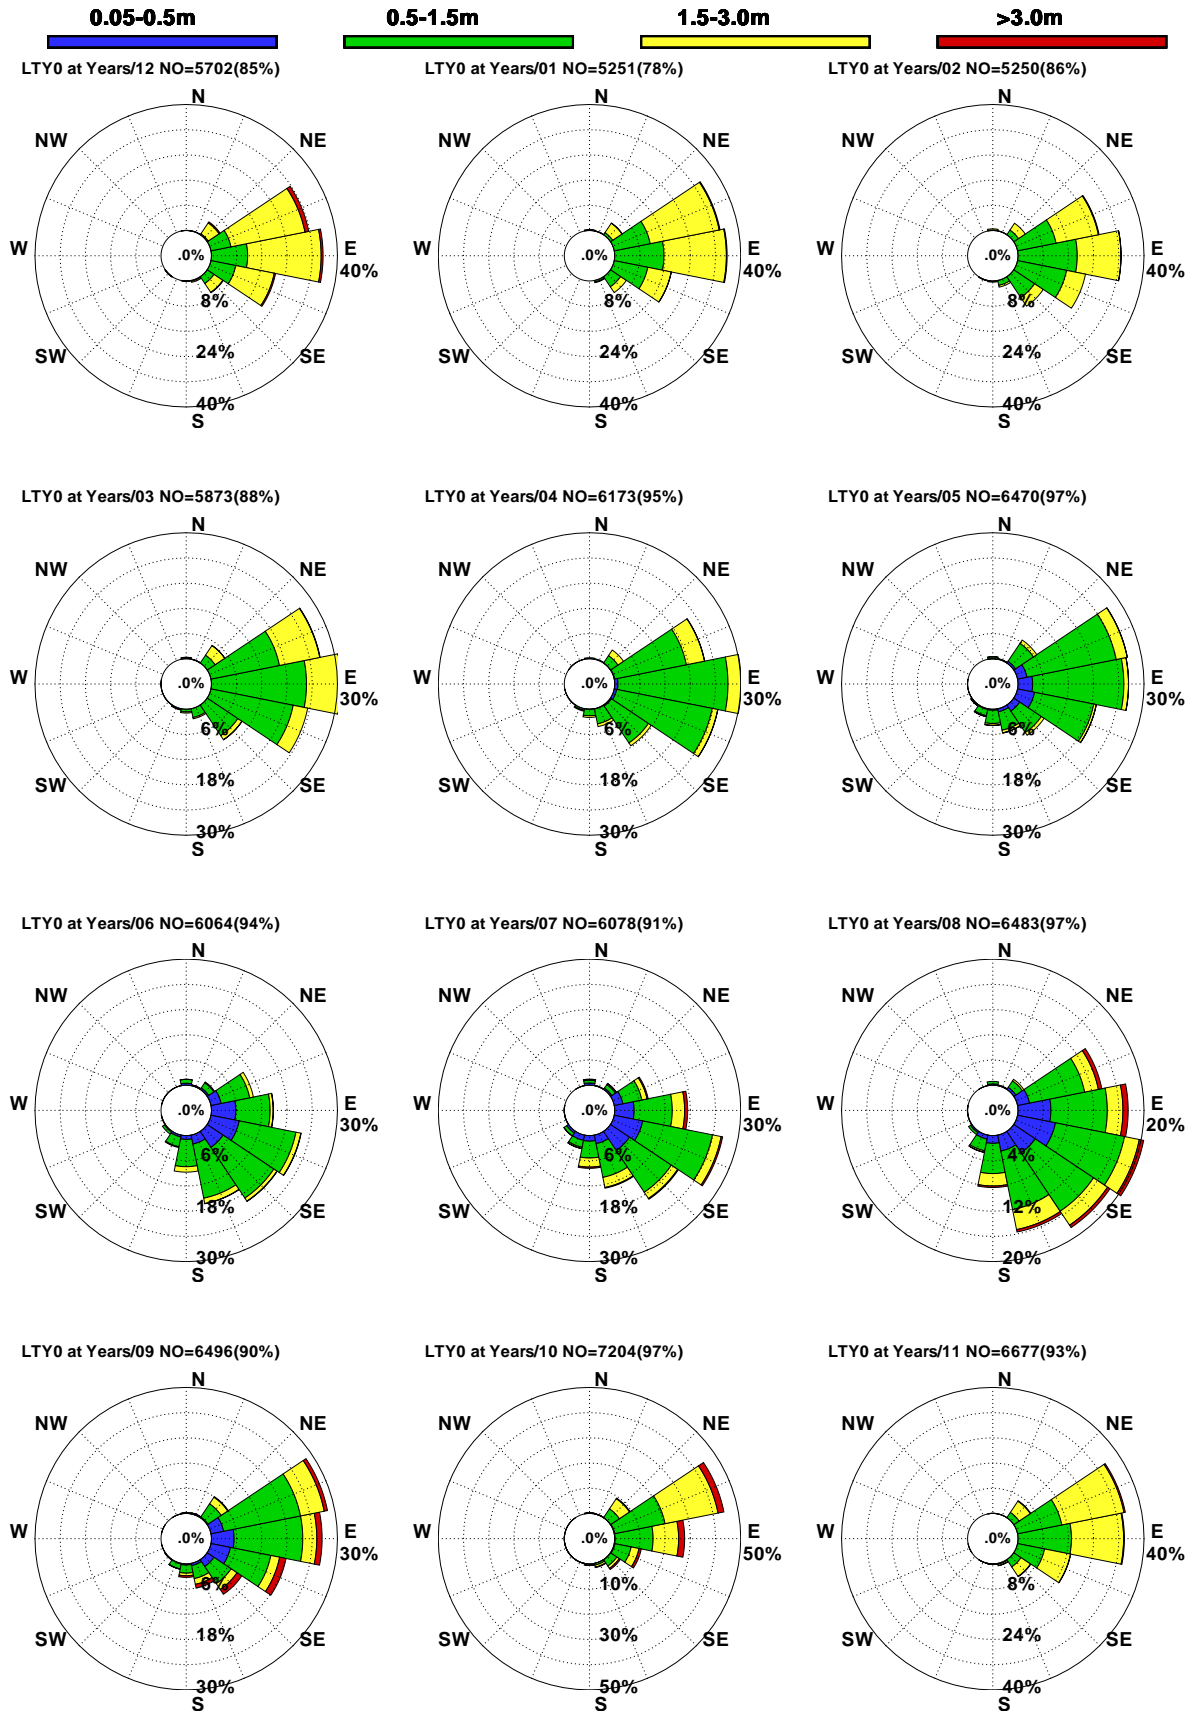 0.05-0.5m 0.5-1.5m 1.5-3.0m >3.0m
LTY0 at Years/12 NO=5702(85%) LTY0 at Years/01 NO=5251(78%) LTY0 at Years/02 NO=5250(86%)
N N N
NW NE NW NE NW NE
W .0% E W .0% E W .0% E
40% 40% 40%
8% 8% 8%
SW 24% SE SW 24% SE SW 24% SE
40% 40% 40%
S S S
LTY0 at Years/03 NO=5873(88%) LTY0 at Years/04 NO=6173(95%) LTY0 at Years/05 NO=6470(97%)
N N N
NW NE NW NE NW NE
W .0% E W .0% E W .0% E
30% 30% 30%
6% 6% 6%
SW 18% SE SW 18% SE SW 18% SE
30% 30% 30%
S S S
LTY0 at Years/06 NO=6064(94%) LTY0 at Years/07 NO=6078(91%) LTY0 at Years/08 NO=6483(97%)
N N N
NW NE NW NE NW NE
W .0% E W .0% E W .0% E
30% 30% 20%
6% 6% 4%
SW 18% SE SW 18% SE SW 12% SE
30% 30% 20%
S S S
LTY0 at Years/09 NO=6496(90%) LTY0 at Years/10 NO=7204(97%) LTY0 at Years/11 NO=6677(93%)
N N N
NW NE NW NE NW NE
W .0% E W .0% E W .0% E
30% 50% 40%
6% 10% 8%
SW 18% SE SW 30% SE SW 24% SE
30% 50% 40%
S S S